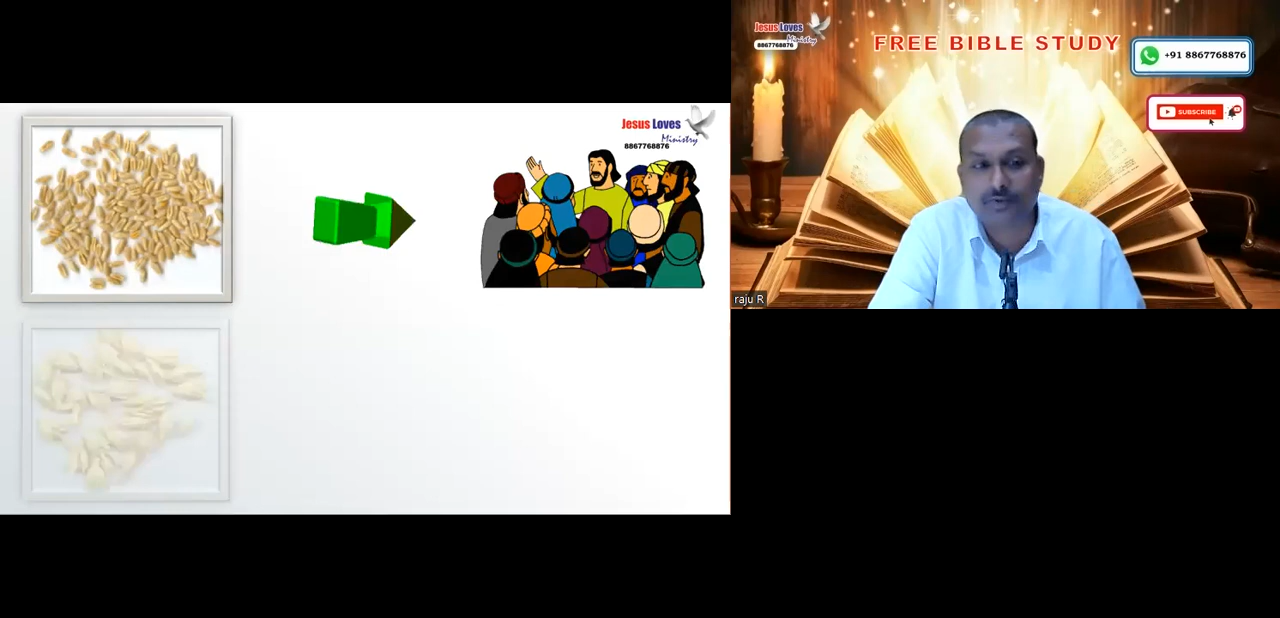 Jesus Loves
Ministry
8867768876
Jesus Loves
Ministry
8867768876
FREE BIBLE STUDY
+91 8867768876
SUBSCRIBE
raju R